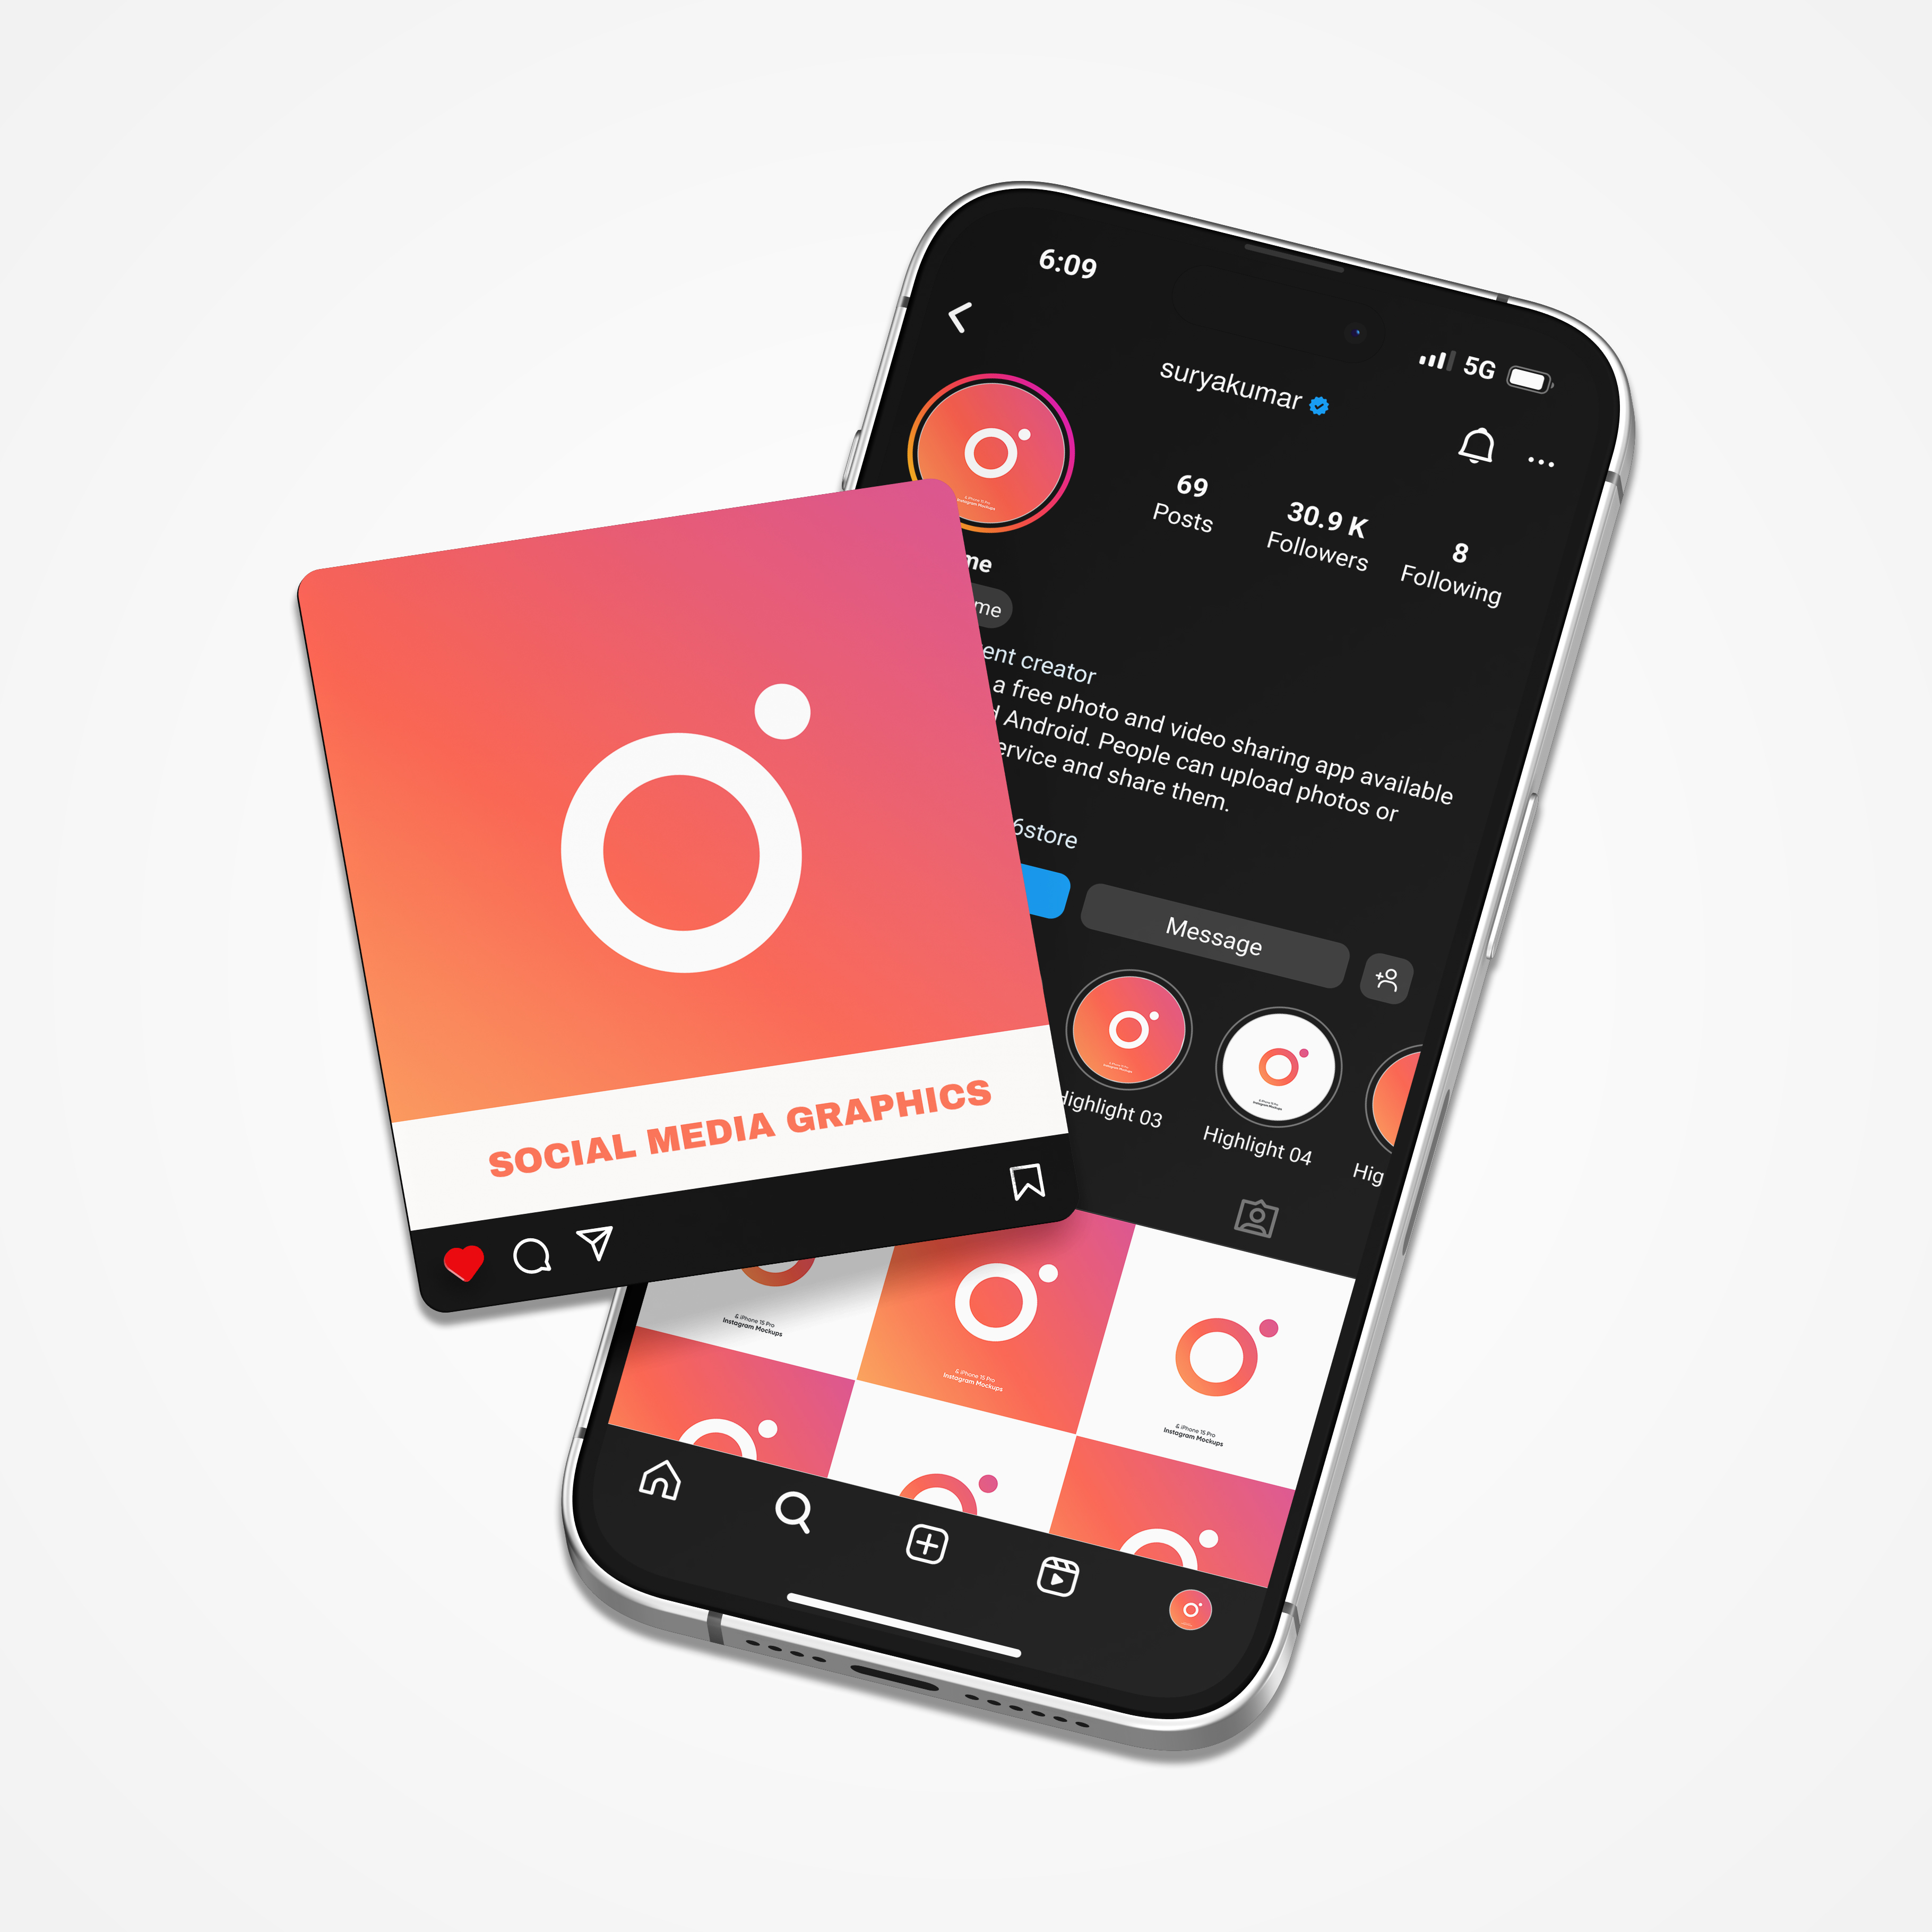 6:09
5G
suryakumar
69
Posts
30.9 K
Followers
8
Following
me
me
ent creator
a free photo and video sharing app available
d Android. People can upload photos or
ervice and share them.
6store
Message
Highlight 03
Highlight 04
Hig
SOCIAL MEDIA GRAPHICS
& iPhone 15 Pro
Instagram Mockups
& iPhone 15 Pro
Instagram Mockups
& iPhone 15 Pro
Instagram Mockups